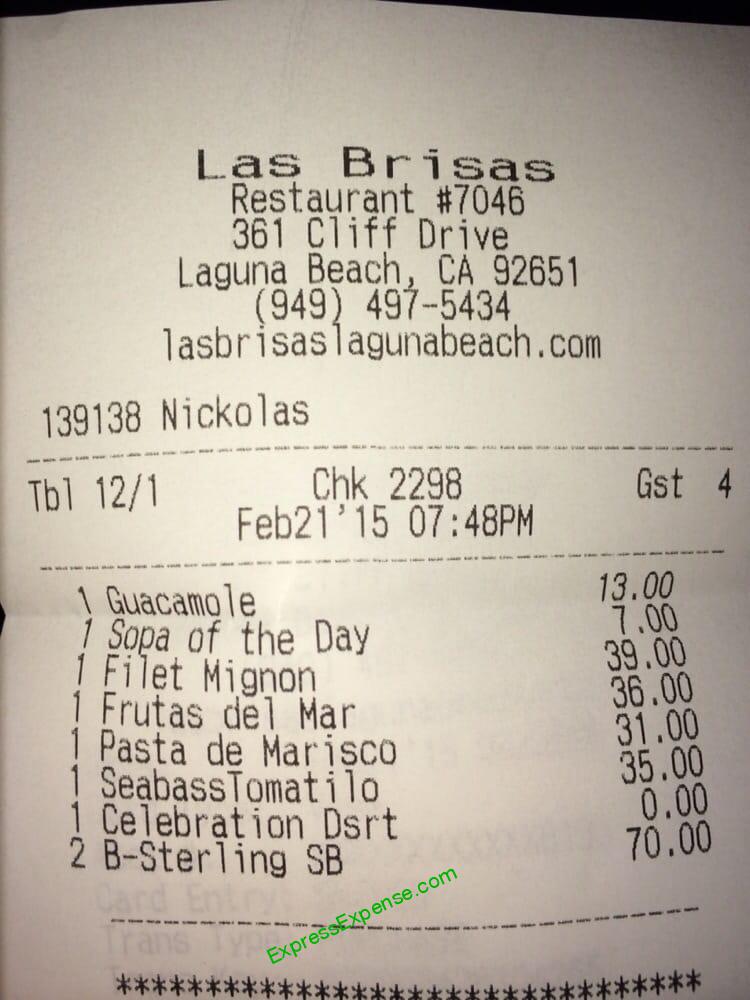 Las Brisas
Restaurant #7046
361 Cliff Drive
Laguna Beach, CA 92651
(949) 497-5434
lasbrisaslagunabeach.com
139138 Nickolas
Tbl 12/1 Chk 2298 Gst 4
Feb21'15 07:48PM
1 Guacamole 13.00
1 Sopa of the Day 7.00
1 Filet Mignon 39.00
1 Frutas del Mar 36.00
1 Pasta de Marisco 31.00
1 SeabassTomatilo 35.00
1 Celebration Dsrt 0.00
2 B-Sterling SB 70.00
Card Entry:
Trans Type
ExpressExpense.com
**********************************